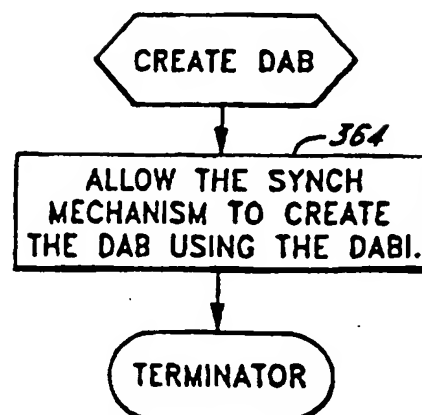 CREATE DAB
364
ALLOW THE SYNCH
MECHANISM TO CREATE
THE DAB USING THE DABI.
TERMINATOR